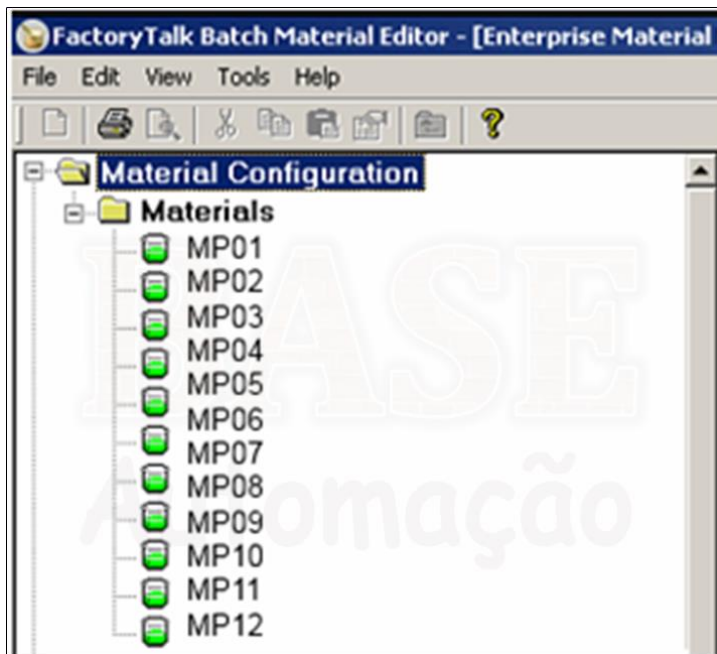 FactoryTalk Batch Material Editor - [Enterprise Material
File Edit View Tools Help
Material Configuration
Materials
MP01
MP02
MP03
MP04
MP05
MP06
MP07
MP08
MP09
MP10
MP11
MP12
BASE
Automação